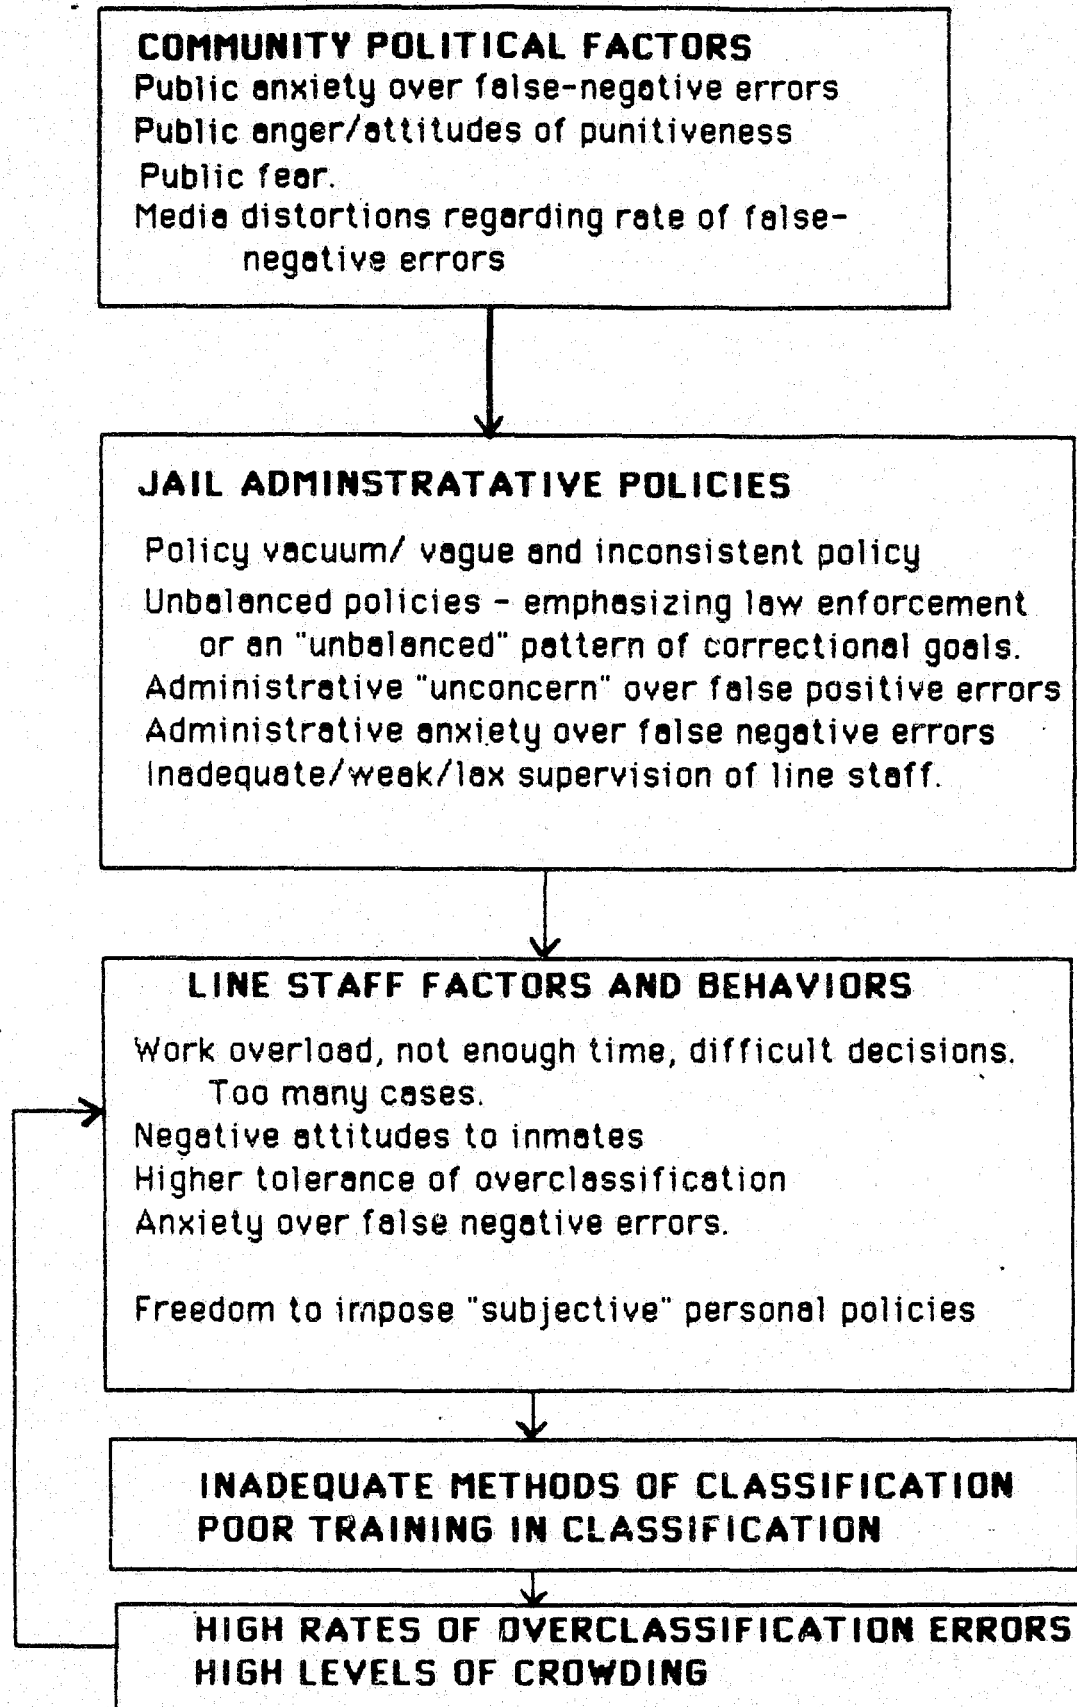 COMMUNITY POLITICAL FACTORS
Public anxiety over false-negative errors
Public anger/attitudes of punitiveness
Public fear.
Media distortions regarding rate of false-
negative errors
JAIL ADMINSTRATATIVE POLICIES
Policy vacuum/ vague and inconsistent policy
Unbalanced policies - emphasizing law enforcement
or an "unbalanced" pattern of correctional goals.
Administrative "unconcern" over false positive errors
Administrative anxiety over false negative errors
Inadequate/weak/lax supervision of line staff.
LINE STAFF FACTORS AND BEHAVIORS
Work overload, not enough time, difficult decisions.
Too many cases.
Negative attitudes to inmates
Higher tolerance of overclassification
Anxiety over false negative errors.
Freedom to impose "subjective" personal policies
INADEQUATE METHODS OF CLASSIFICATION
POOR TRAINING IN CLASSIFICATION
HIGH RATES OF OVERCLASSIFICATION ERRORS
HIGH LEVELS OF CROWDING